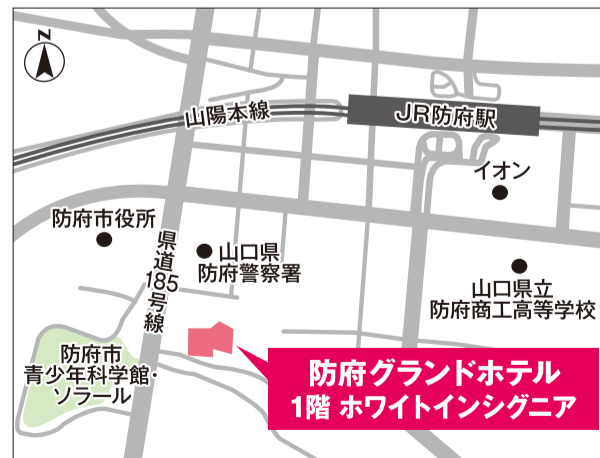 N
山陽本線
JR防府駅
イオン
防府市役所
山口県
防府警察署
県道185号線
山口県立
防府商工高等学校
防府市
青少年科学館・
ソラール
防府グランドホテル
1階 ホワイトインシグニア